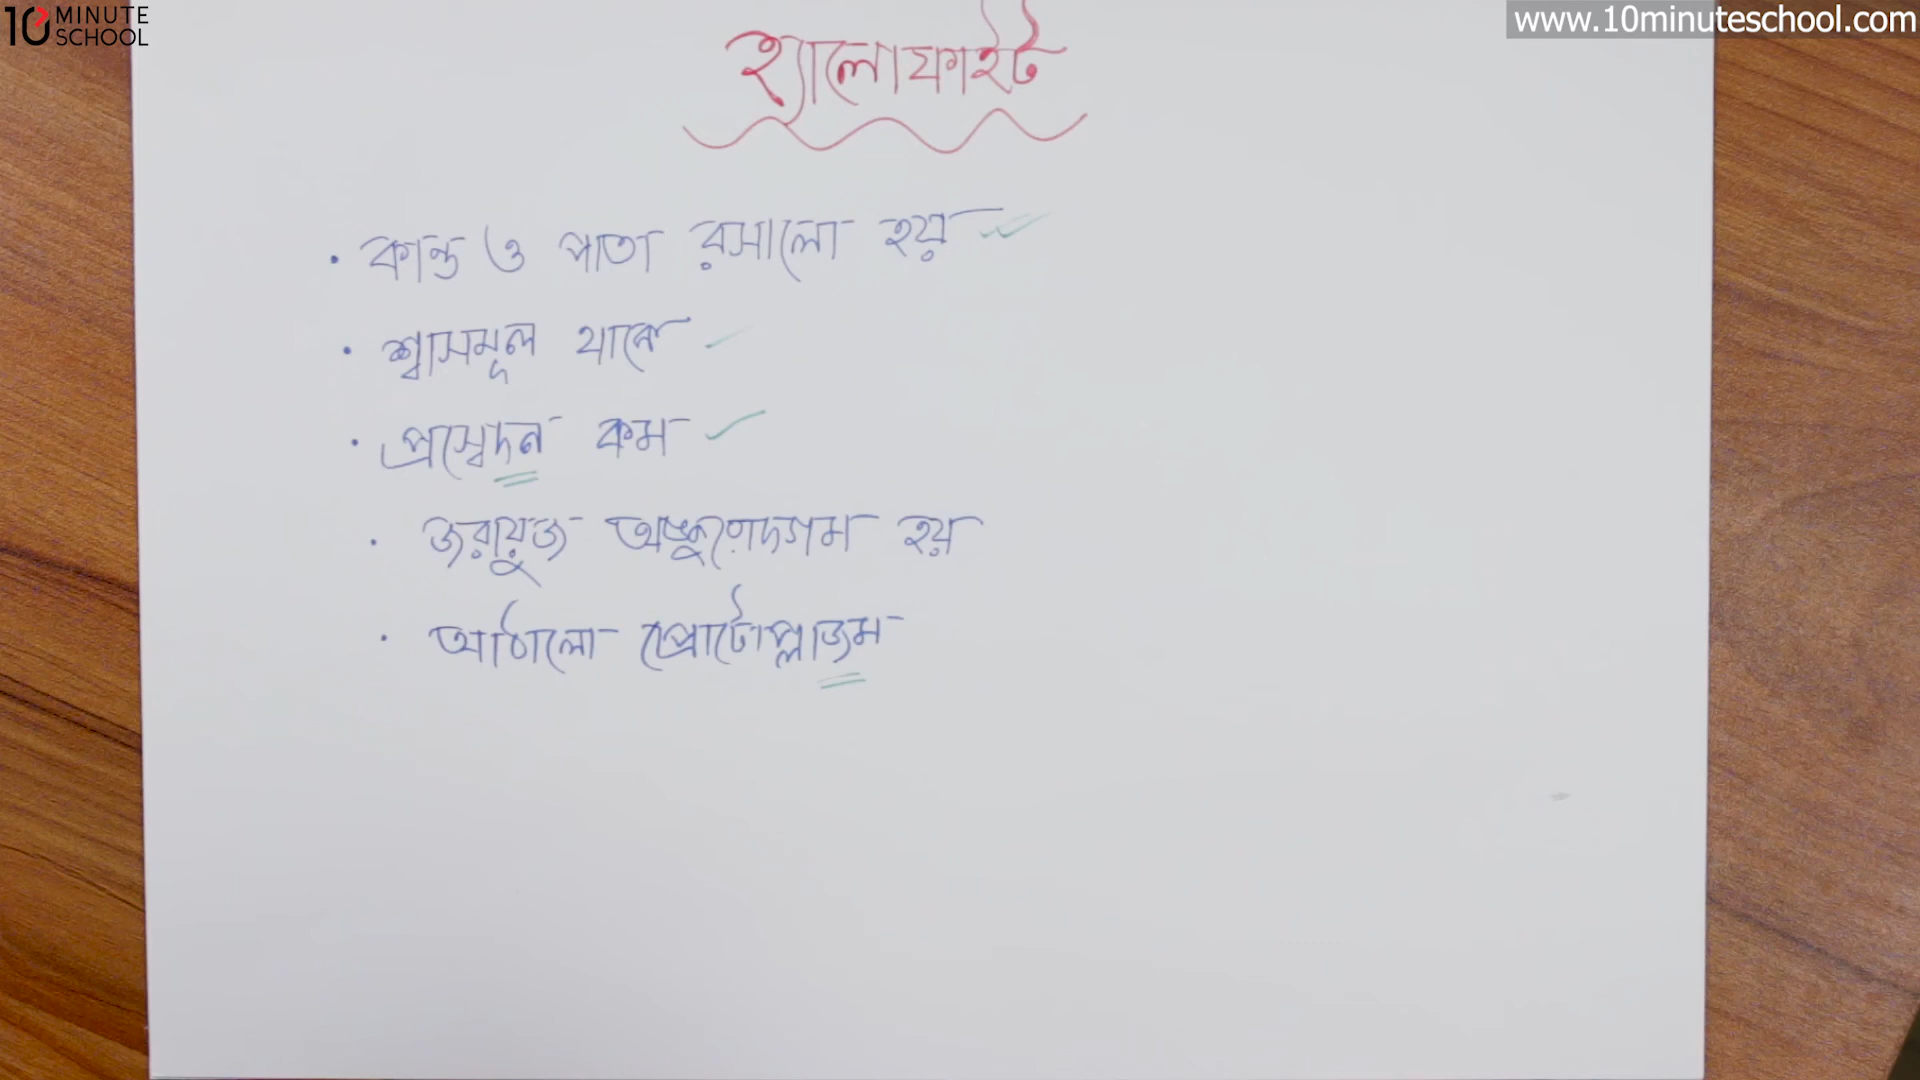 10 MINUTE SCHOOL
www.10minuteschool.com
হ্যালোফাইট
• কান্ড ও পাতা রসালো হয়
• শ্বাসমূল থাকে
• প্রস্বেদন কম
• জরায়ুজ অঙ্কুরোদগম হয়
• আঠালো প্রোটোপ্লাজম